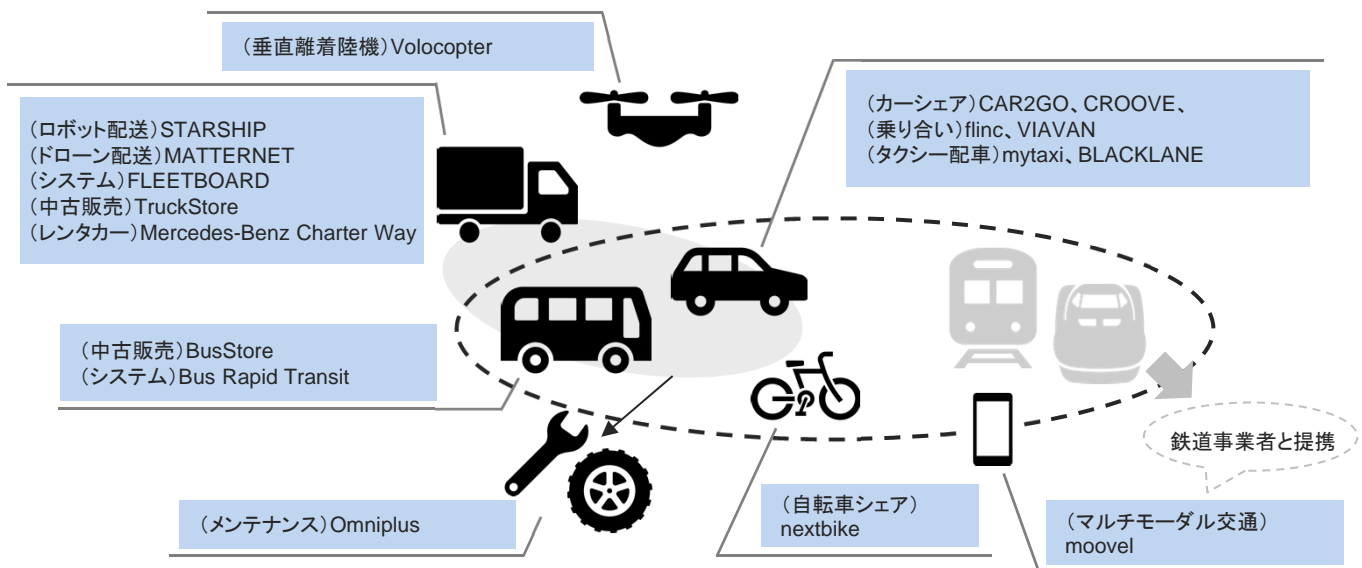 （垂直離着陸機）Volocopter
（ロボット配送）STARSHIP
（ドローン配送）MATTERNET
（システム）FLEETBOARD
（中古販売）TruckStore
（レンタカー）Mercedes-Benz Charter Way
（カーシェア）CAR2GO、CROOVE、
（乗り合い）flinc、VIAVAN
（タクシー配車）mytaxi、BLACKLANE
（中古販売）BusStore
（システム）Bus Rapid Transit
鉄道事業者と提携
（メンテナンス）Omniplus
（自転車シェア）
nextbike
（マルチモーダル交通）
moovel